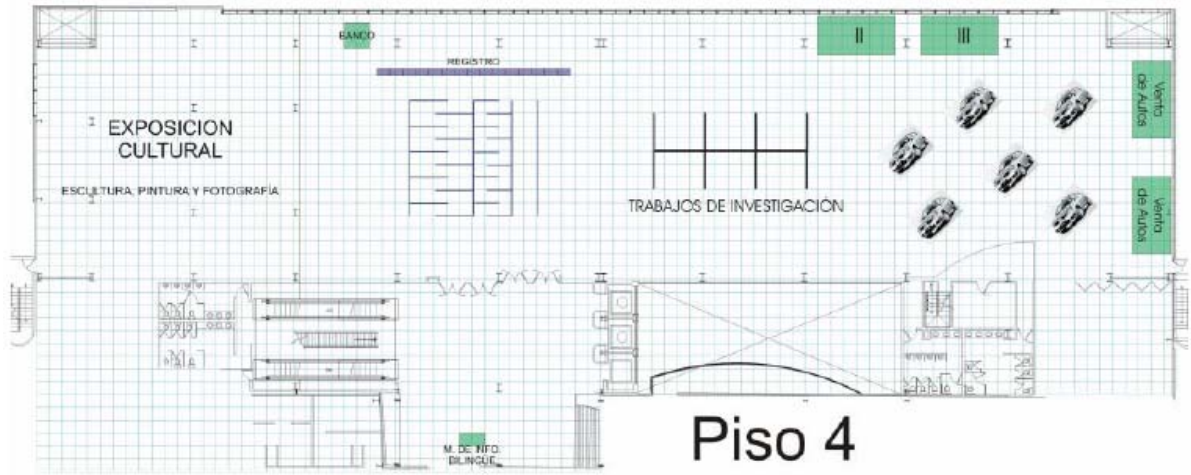 BANCO
REGISTRO
II
III
Venta
de Autos
EXPOSICION
CULTURAL
ESCULTURA, PINTURA Y FOTOGRAFÍA
TRABAJOS DE INVESTIGACIÓN
Venta
de Autos
M. DE INFO.
BILINGÜE
Piso 4